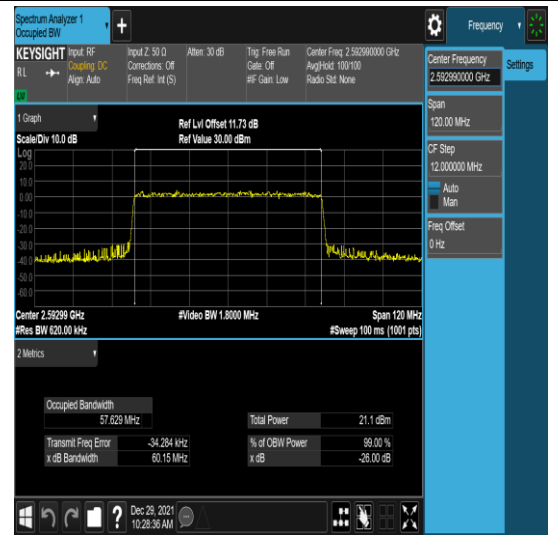 Spectrum Analyzer 1
Occupied BW
Frequency
KEYSIGHT
RL
Input: RF
Coupling: DC
Align: Auto
Input Z: 50 Ω
Corrections: Off
Freq Ref: Int (S)
Atten: 30 dB
Trig: Free Run
Gate: Off
#IF Gain: Low
Center Freq: 2.592990000 GHz
Avg|Hold: 100/100
Radio Std: None
Center Frequency
2.592990000 GHz
Settings
Span
120.00 MHz
CF Step
12.000000 MHz
Auto
Man
Freq Offset
0 Hz
1 Graph
Scale/Div 10.0 dB
Ref Lvl Offset 11.73 dB
Ref Value 30.00 dBm
Log
20.0
10.0
0.00
-10.0
-20.0
-30.0
-40.0
-50.0
-60.0
Center 2.59299 GHz
#Video BW 1.8000 MHz
Span 120 MHz
#Res BW 620.00 kHz
#Sweep 100 ms (1001 pts)
2 Metrics
Occupied Bandwidth
57.629 MHz
Total Power
21.1 dBm
Transmit Freq Error
-34.284 kHz
% of OBW Power
99.00 %
x dB Bandwidth
60.15 MHz
x dB
-26.00 dB
Dec 29, 2021
10:28:36 AM